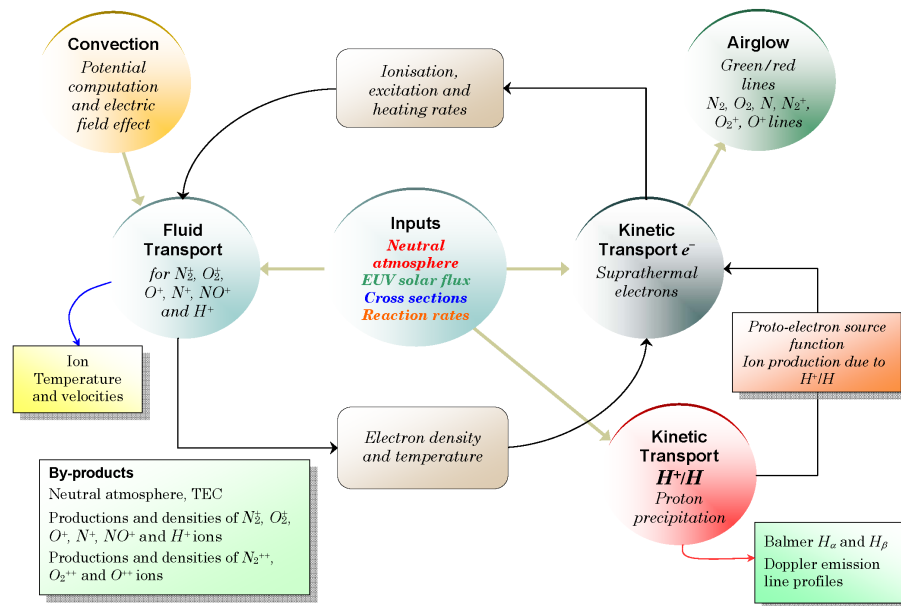 Convection
Potential
computation
and electric
field effect
Ionisation,
excitation and
heating rates
Airglow
Green/red
lines
N₂, O₂, N, N₂⁺,
O₂⁺, O⁺ lines
Fluid
Transport
for N₂⁺, O₂⁺,
O⁺, N⁺, NO⁺
and H⁺
Inputs
Neutral
atmosphere
EUV solar flux
Cross sections
Reaction rates
Kinetic
Transport e⁻
Suprathermal
electrons
Ion
Temperature
and velocities
Proto-electron source
function
Ion production due to
H⁺/H
Electron density
and temperature
Kinetic
Transport
H⁺/H
Proton
precipitation
By-products
Neutral atmosphere, TEC
Productions and densities of N₂⁺, O₂⁺,
O⁺, N⁺, NO⁺ and H⁺ ions
Productions and densities of N₂⁺⁺,
O₂⁺⁺ and O⁺⁺ ions
Balmer Hα and Hβ
Doppler emission
line profiles